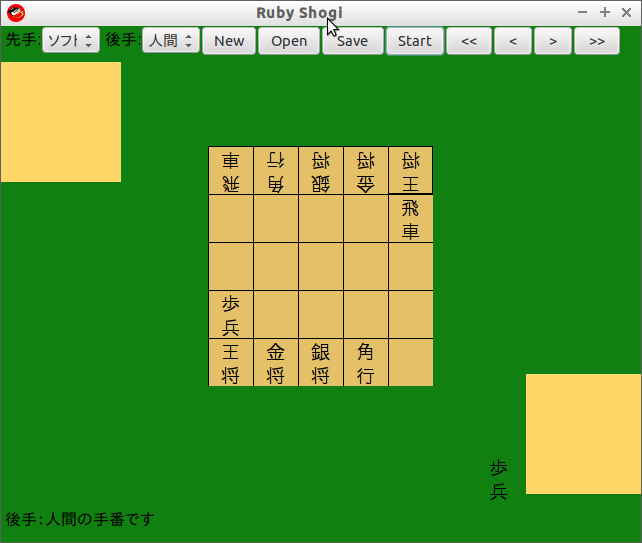 Ruby Shogi
先手: ソフト 後手: 人間 New Open Save Start << < > >>
飛車 角行 銀将 金将 王将
飛車
歩兵
王将 金将 銀将 角行
歩兵
後手:人間の手番です